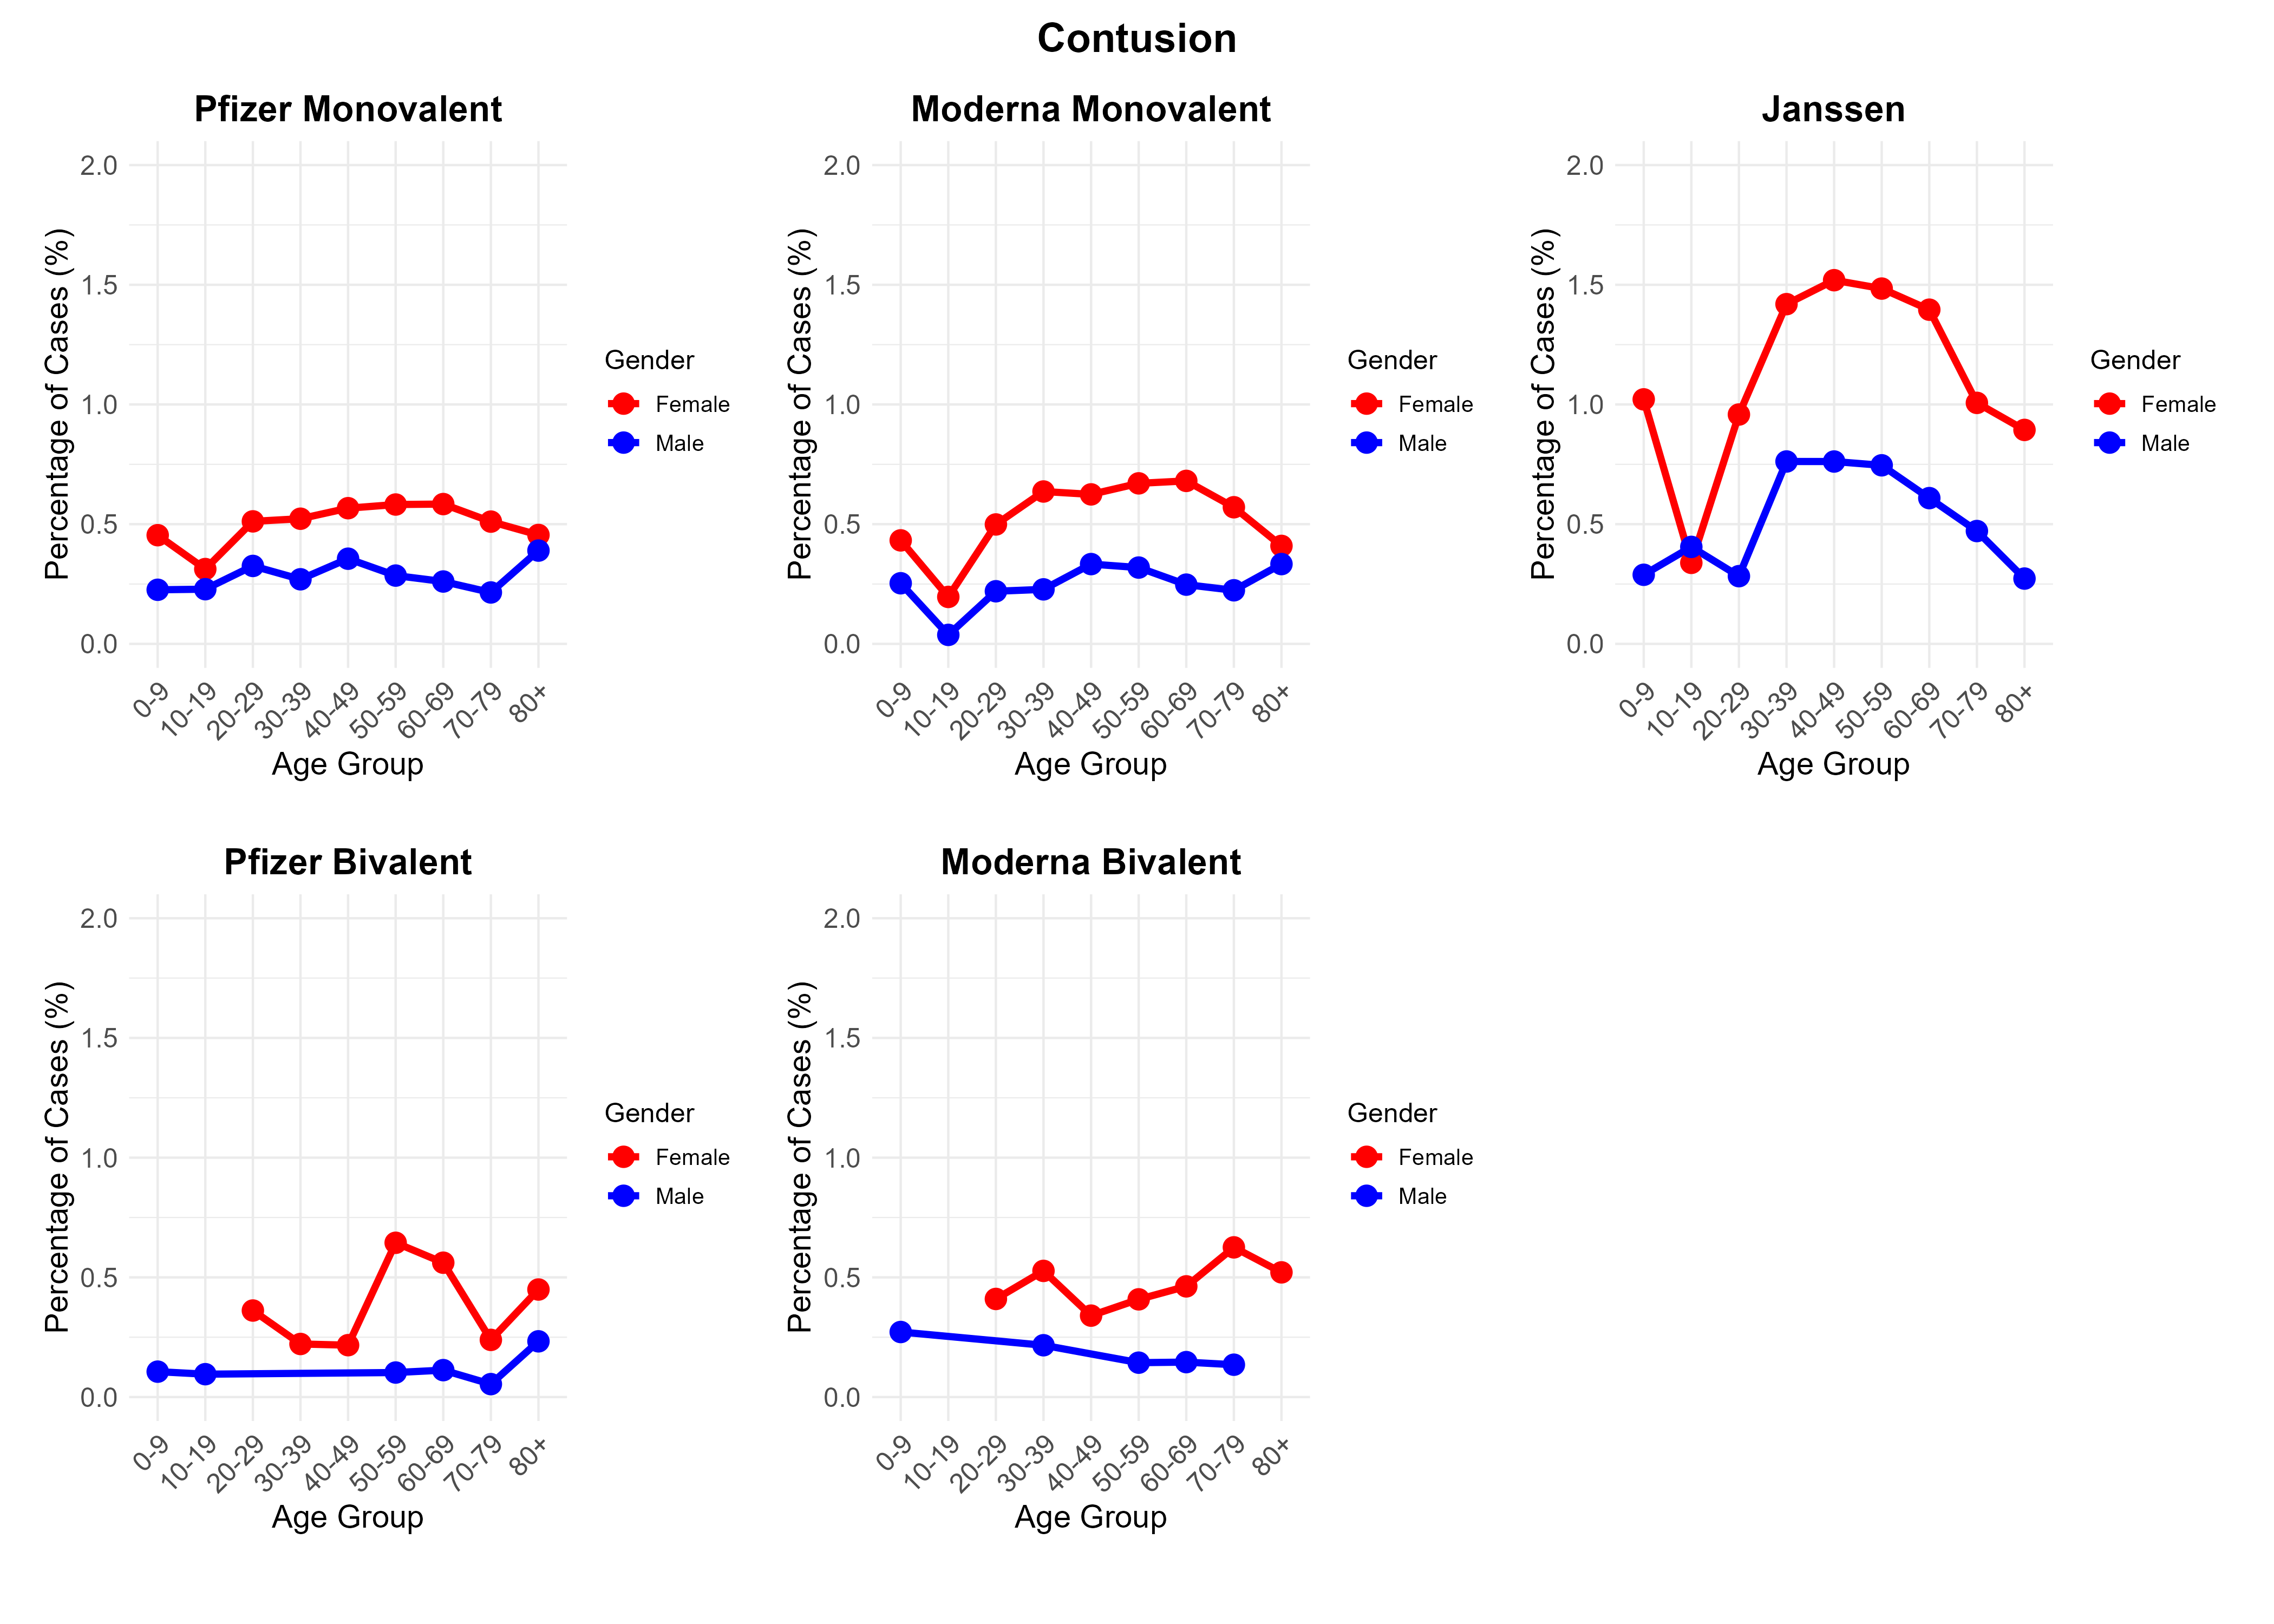 Contusion
Pfizer Monovalent
Percentage of Cases (%)
2.0
1.5
1.0
0.5
0.0
0-9
10-19
20-29
30-39
40-49
50-59
60-69
70-79
80+
Age Group
Gender
Female
Male
Moderna Monovalent
Percentage of Cases (%)
2.0
1.5
1.0
0.5
0.0
0-9
10-19
20-29
30-39
40-49
50-59
60-69
70-79
80+
Age Group
Gender
Female
Male
Janssen
Percentage of Cases (%)
2.0
1.5
1.0
0.5
0.0
0-9
10-19
20-29
30-39
40-49
50-59
60-69
70-79
80+
Age Group
Gender
Female
Male
Pfizer Bivalent
Percentage of Cases (%)
2.0
1.5
1.0
0.5
0.0
0-9
10-19
20-29
30-39
40-49
50-59
60-69
70-79
80+
Age Group
Gender
Female
Male
Moderna Bivalent
Percentage of Cases (%)
2.0
1.5
1.0
0.5
0.0
0-9
10-19
20-29
30-39
40-49
50-59
60-69
70-79
80+
Age Group
Gender
Female
Male